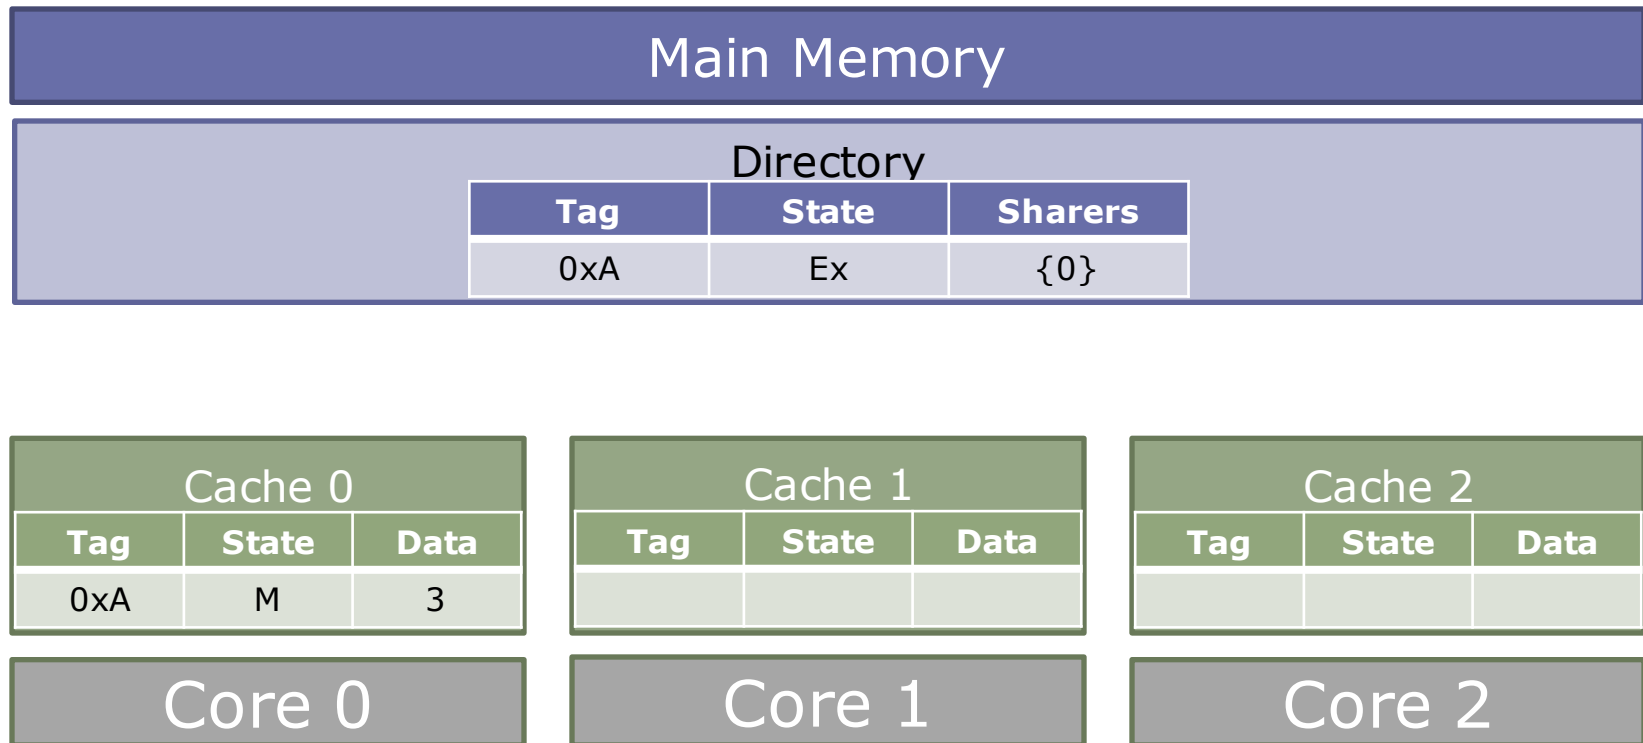 Main Memory
Directory
Tag State Sharers
0xA Ex {0}
Cache 0 Cache 1 Cache 2
Tag State Data Tag State Data Tag State Data
0xA M 3
Core 0 Core 1 Core 2